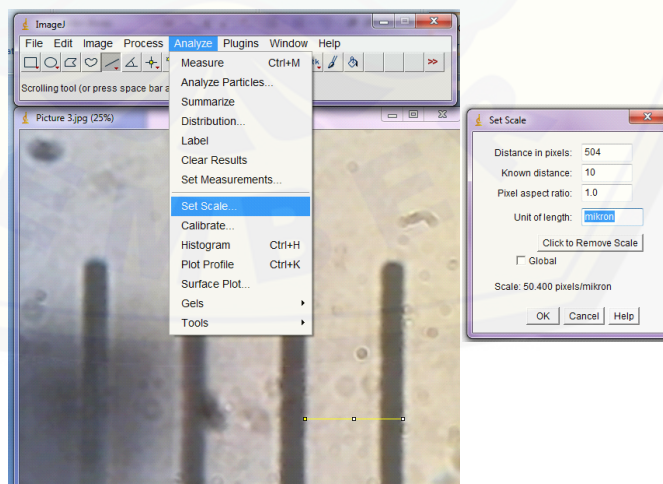 ImageJ
File Edit Image Process Analyze Plugins Window Help
>>
Scrolling tool (or press space bar a
Measure Ctrl+M
Analyze Particles...
Summarize
Distribution...
Label
Clear Results
Set Measurements...
Set Scale...
Calibrate...
Histogram Ctrl+H
Plot Profile Ctrl+K
Surface Plot...
Gels
Tools
Picture 3.jpg (25%)
Set Scale
Distance in pixels: 504
Known distance: 10
Pixel aspect ratio: 1.0
Unit of length: mikron
Click to Remove Scale
Global
Scale: 50.400 pixels/mikron
OK Cancel Help